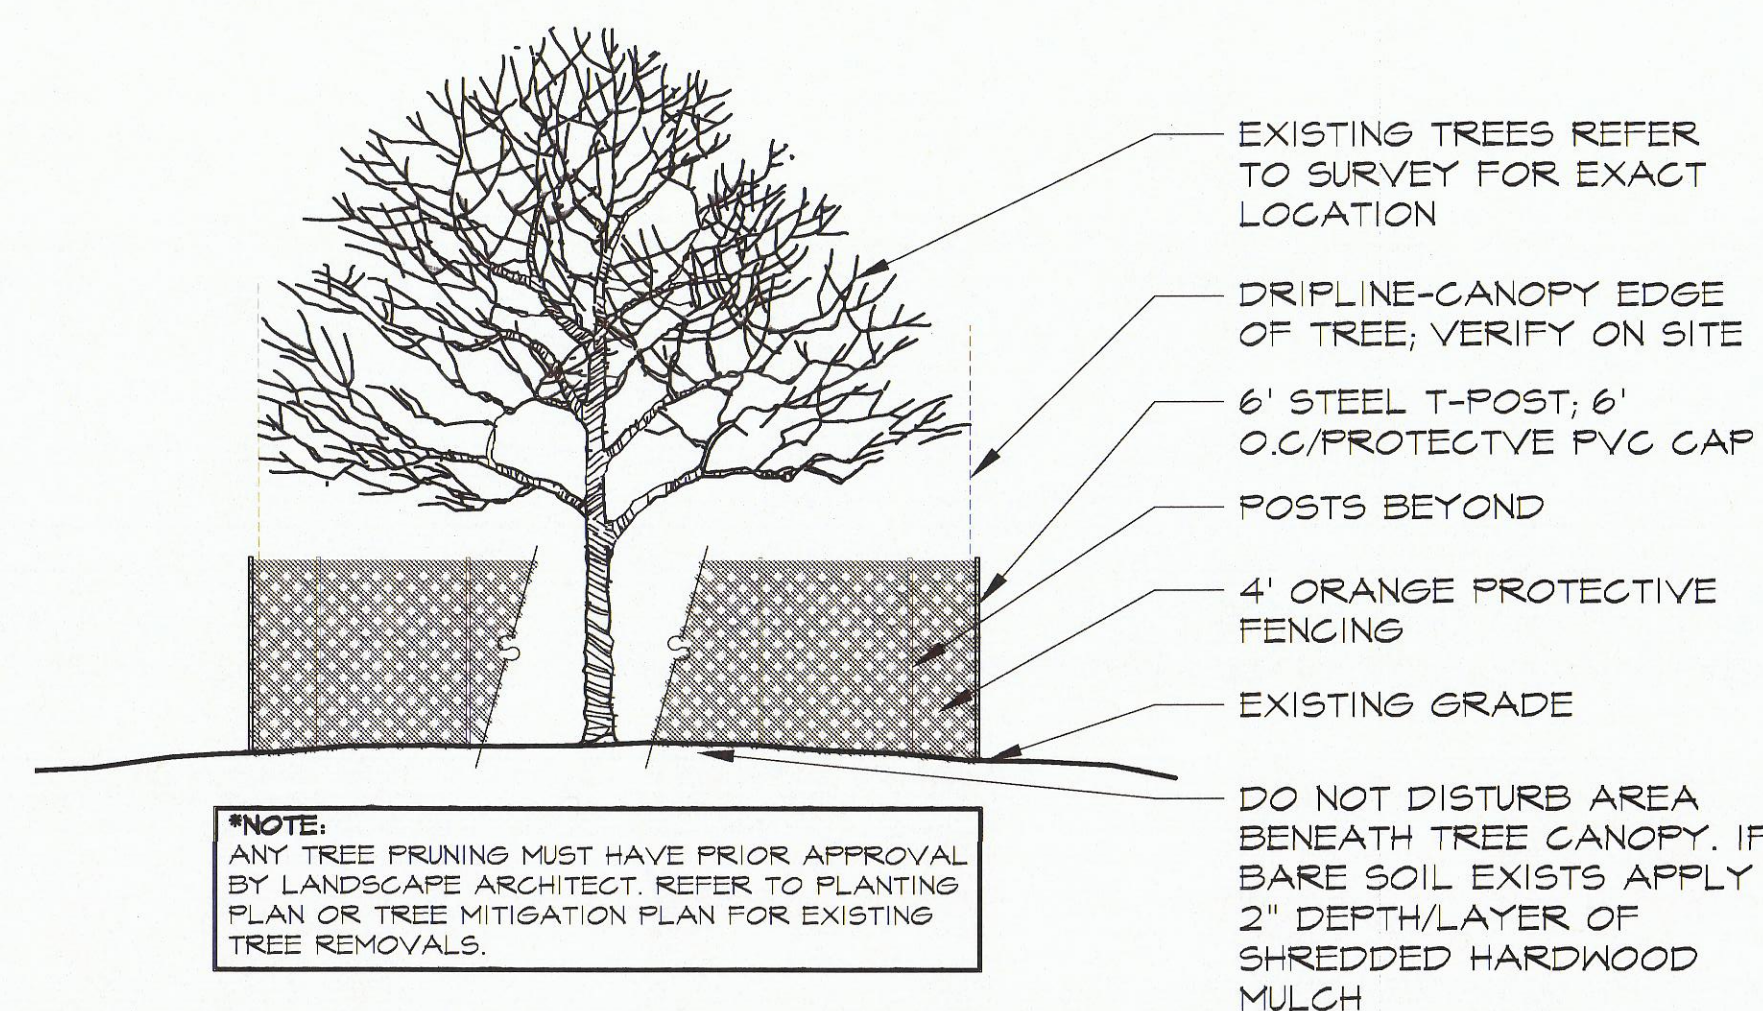 EXISTING TREES REFER
TO SURVEY FOR EXACT
LOCATION
DRIPLINE-CANOPY EDGE
OF TREE; VERIFY ON SITE
6' STEEL T-POST; 6'
O.C/PROTECTVE PVC CAP
POSTS BEYOND
4' ORANGE PROTECTIVE
FENCING
EXISTING GRADE
DO NOT DISTURB AREA
BENEATH TREE CANOPY. IF
BARE SOIL EXISTS APPLY
2" DEPTH/LAYER OF
SHREDDED HARDWOOD
MULCH
*NOTE:
ANY TREE PRUNING MUST HAVE PRIOR APPROVAL
BY LANDSCAPE ARCHITECT. REFER TO PLANTING
PLAN OR TREE MITIGATION PLAN FOR EXISTING
TREE REMOVALS.